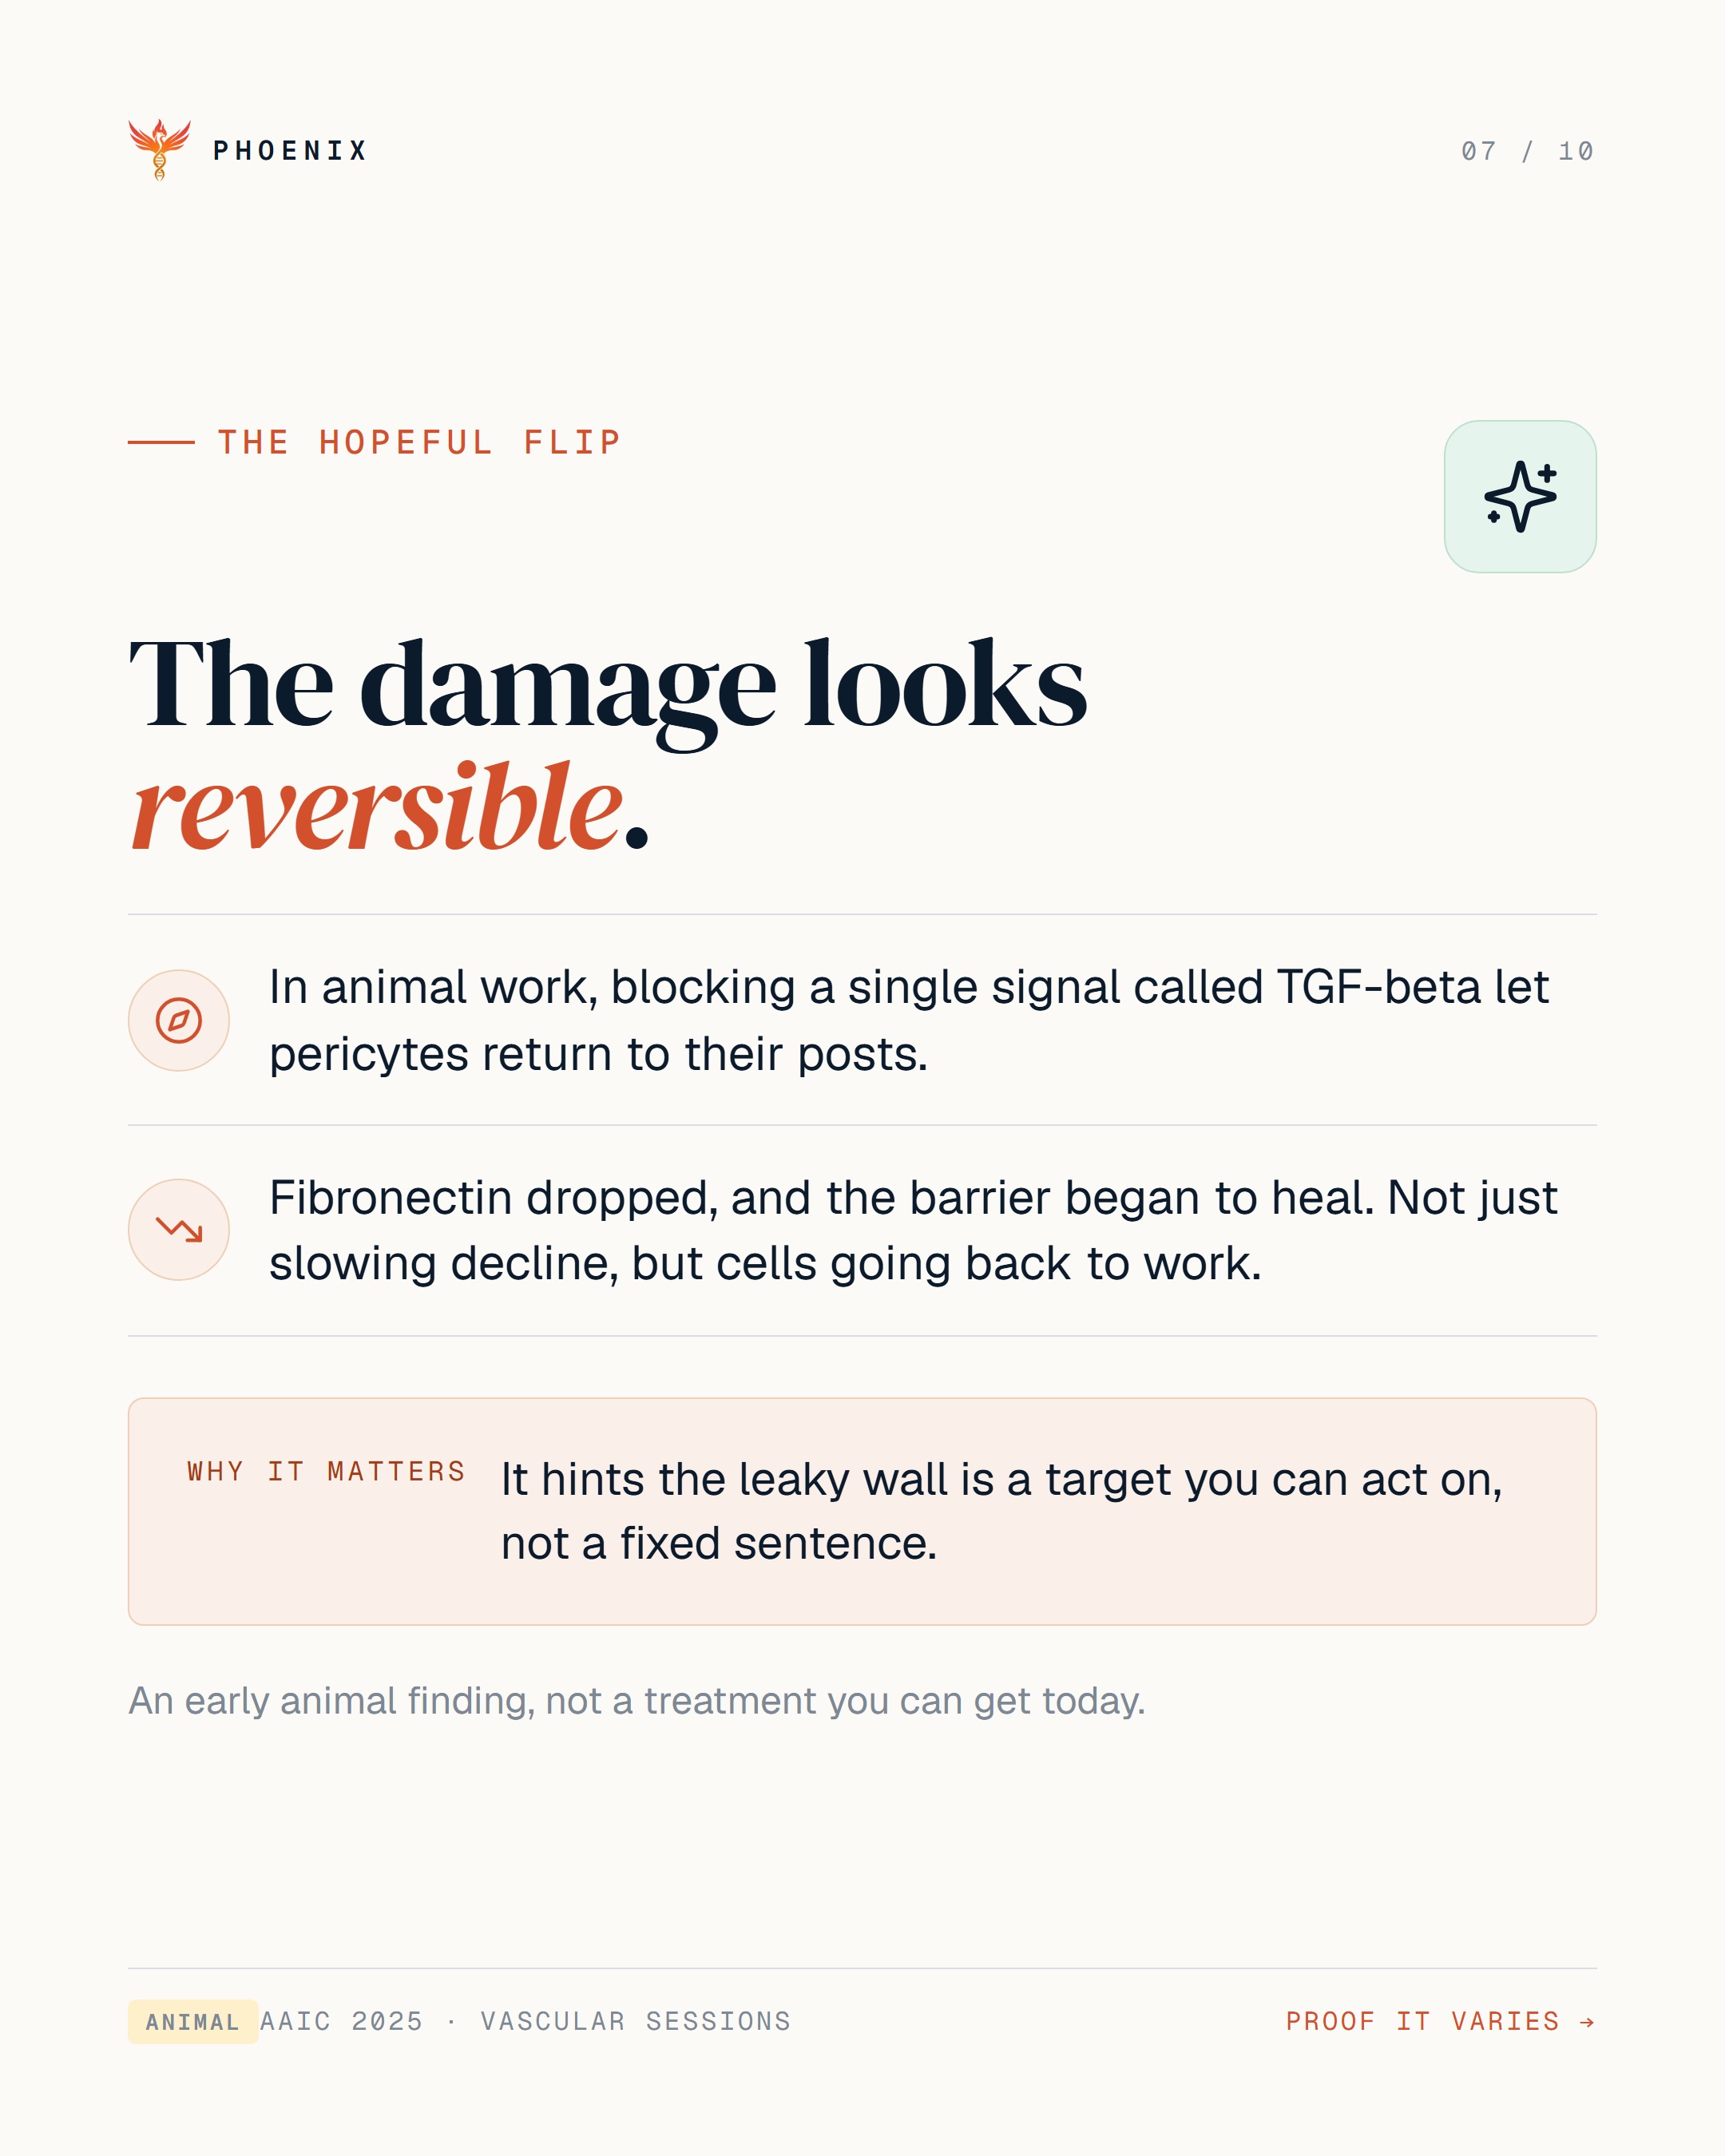 PHOENIX
07 / 10
THE HOPEFUL FLIP
The damage looks
reversible.
In animal work, blocking a single signal called TGF-beta let
pericytes return to their posts.
Fibronectin dropped, and the barrier began to heal. Not just
slowing decline, but cells going back to work.
WHY IT MATTERS
It hints the leaky wall is a target you can act on,
not a fixed sentence.
An early animal finding, not a treatment you can get today.
ANIMAL AAIC 2025 · VASCULAR SESSIONS
PROOF IT VARIES →